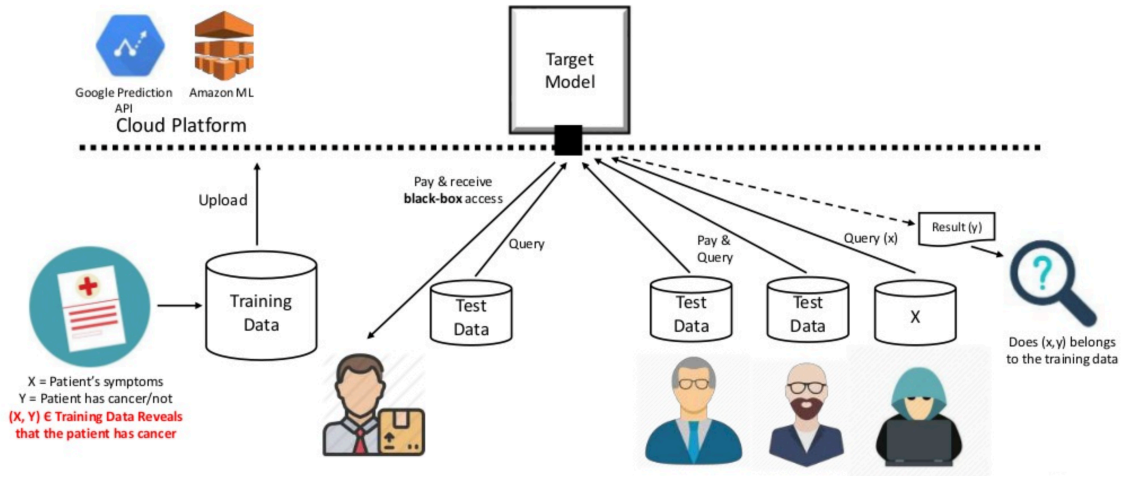 Google Prediction
API
Amazon ML
Cloud Platform
Target
Model
Upload
Pay & receive
black-box access
Query
Pay &
Query
Query (x)
Result (y)
Training
Data
Test
Data
Test
Data
Test
Data
X
?
Does (x,y) belongs
to the training data
X = Patient's symptoms
Y = Patient has cancer/not
(X, Y) Є Training Data Reveals
that the patient has cancer